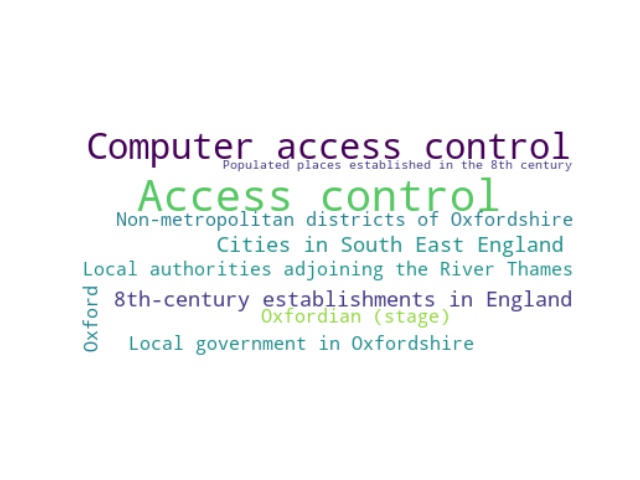 Computer access control
Populated places established in the 8th century
Access control
Non-metropolitan districts of Oxfordshire
Cities in South East England
Local authorities adjoining the River Thames
8th-century establishments in England
Oxford
Oxfordian (stage)
Local government in Oxfordshire